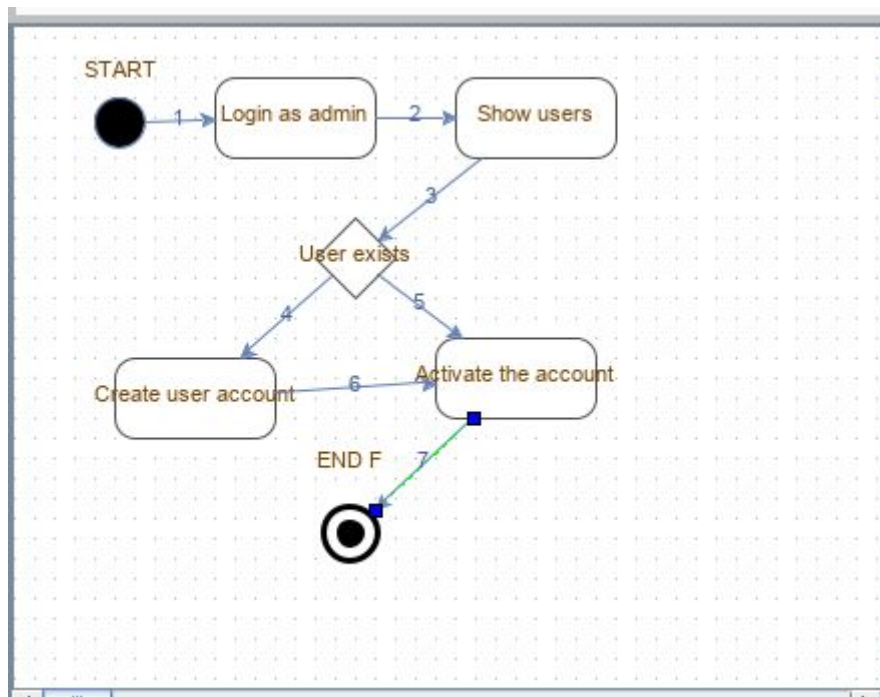 START
1
Login as admin
2
Show users
3
User exists
4
5
Create user account
6
Activate the account
END F
7